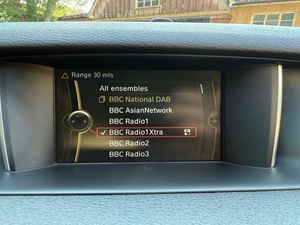 Range 30 mls
All ensembles
BBC National DAB
BBC AsianNetwork
BBC Radio1
BBC Radio1Xtra
BBC Radio2
BBC Radio3